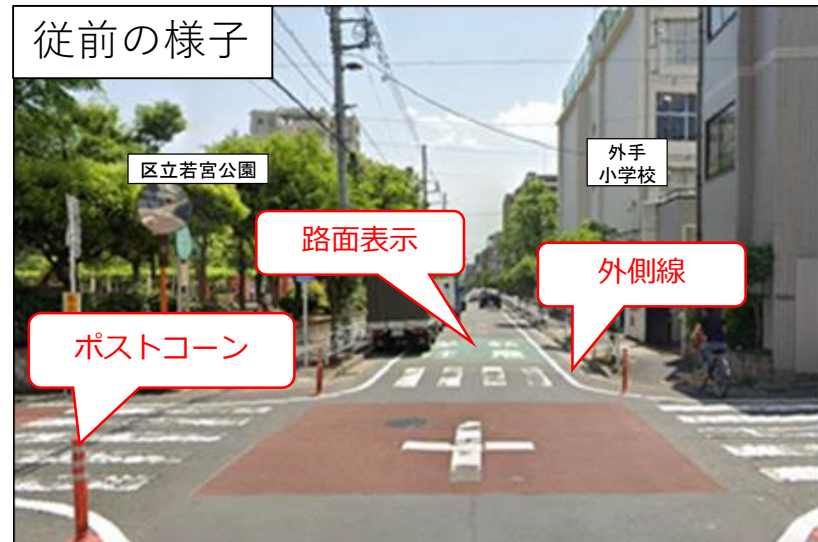 従前の様子
区立若宮公園
外手
小学校
路面表示
外側線
ポストコーン